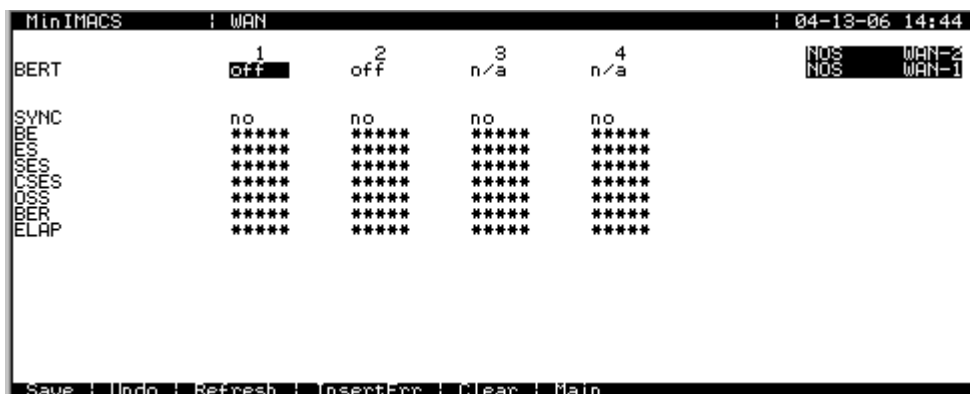 MinIMACS | WAN | 04-13-06 14:44
1 2 3 4 NOS WAN-2
BERT off off n/a n/a NOS WAN-1
SYNC no no no no
BE ***** ***** ***** *****
ES ***** ***** ***** *****
SES ***** ***** ***** *****
CSES ***** ***** ***** *****
OSS ***** ***** ***** *****
BER ***** ***** ***** *****
ELAP ***** ***** ***** *****
Save | Undo | Refresh | InsertErr | Clear | Main